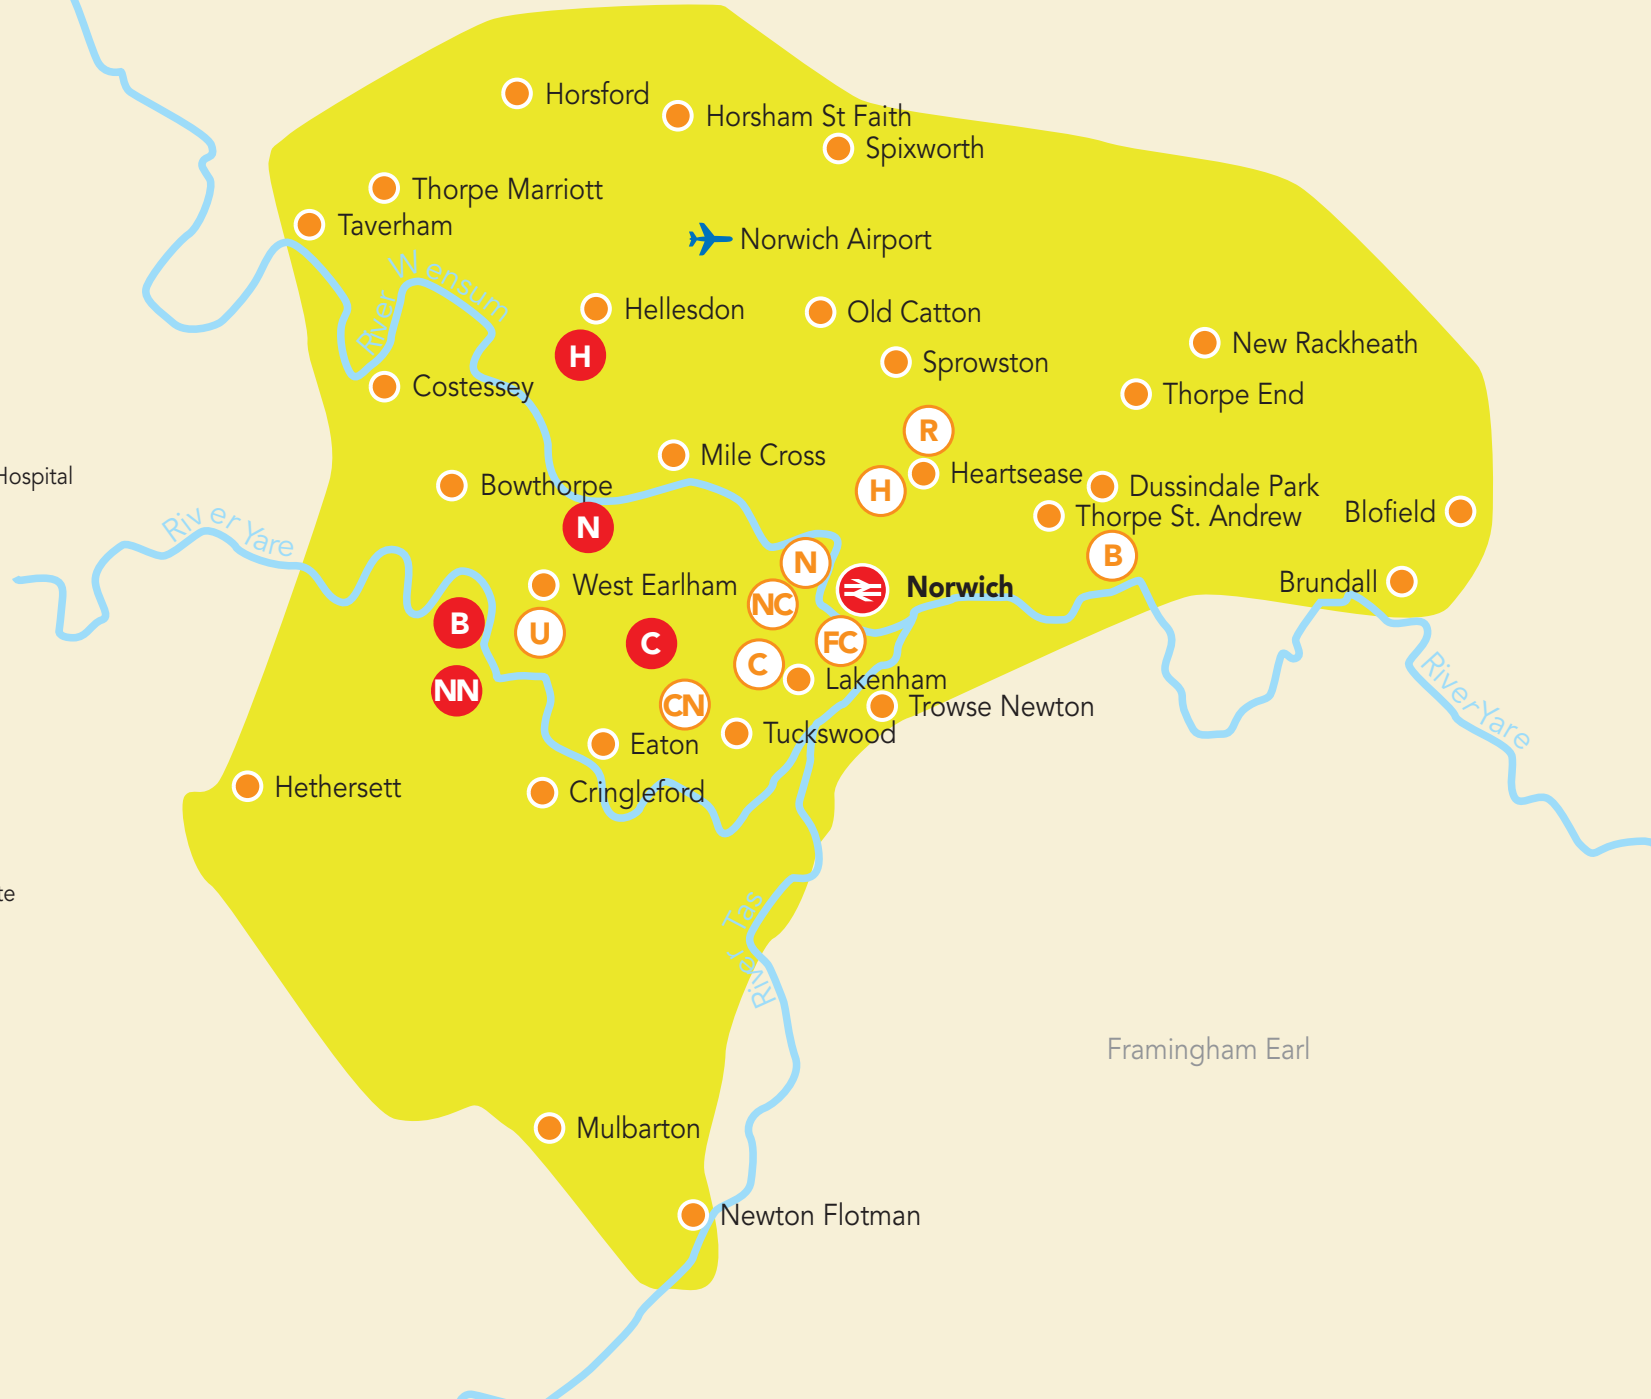 Horsford
Horsham St Faith
Spixworth
Thorpe Marriott
Taverham
Norwich Airport
River Wensum
Hellesdon
Old Catton
H
New Rackheath
Sprowston
Costessey
Thorpe End
R
Mile Cross
Hospital
Heartsease
Bowthorpe
H
Dussindale Park
Blofield
Thorpe St. Andrew
River Yare
N
B
N
Brundall
West Earlham
Norwich
NC
B
U
C
FC
C
Lakenham
River Yare
NN
CN
Trowse Newton
Tuckswood
Eaton
Hethersett
Cringleford
te
River Tas
Framingham Earl
Mulbarton
Newton Flotman